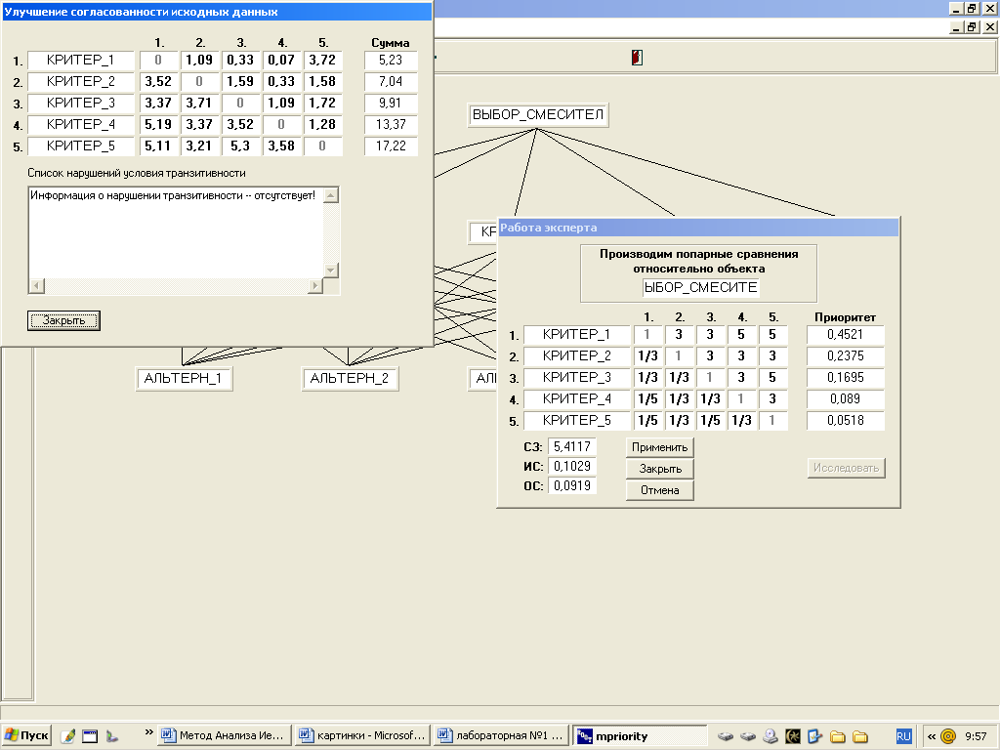 Улучшение согласованности исходных данных
1. 2. 3. 4. 5. Сумма
1. КРИТЕР_1 0 1,09 0,33 0,07 3,72 5,23
2. КРИТЕР_2 3,52 0 1,59 0,33 1,58 7,04
3. КРИТЕР_3 3,37 3,71 0 1,09 1,72 9,91
4. КРИТЕР_4 5,19 3,37 3,52 0 1,28 13,37
5. КРИТЕР_5 5,11 3,21 5,3 3,58 0 17,22
Список нарушений условия транзитивности
Информация о нарушении транзитивности -- отсутствует!
Закрыть
ВЫБОР_СМЕСИТЕЛ
КР
АЛЬТЕРН_1 АЛЬТЕРН_2 АЛ
Работа эксперта
Производим попарные сравнения
относительно объекта
ЫБОР_СМЕСИТЕ
1. 2. 3. 4. 5. Приоритет
1. КРИТЕР_1 1 3 3 5 5 0,4521
2. КРИТЕР_2 1/3 1 3 3 3 0,2375
3. КРИТЕР_3 1/3 1/3 1 3 5 0,1695
4. КРИТЕР_4 1/5 1/3 1/3 1 3 0,089
5. КРИТЕР_5 1/5 1/3 1/5 1/3 1 0,0518
СЗ: 5,4117 Применить
ИС: 0,1029 Закрыть Исследовать
ОС: 0,0919 Отмена
Пуск » Метод Анализа Ие... картинки - Microsof... лабораторная №1 ... mpriority RU « 9:57